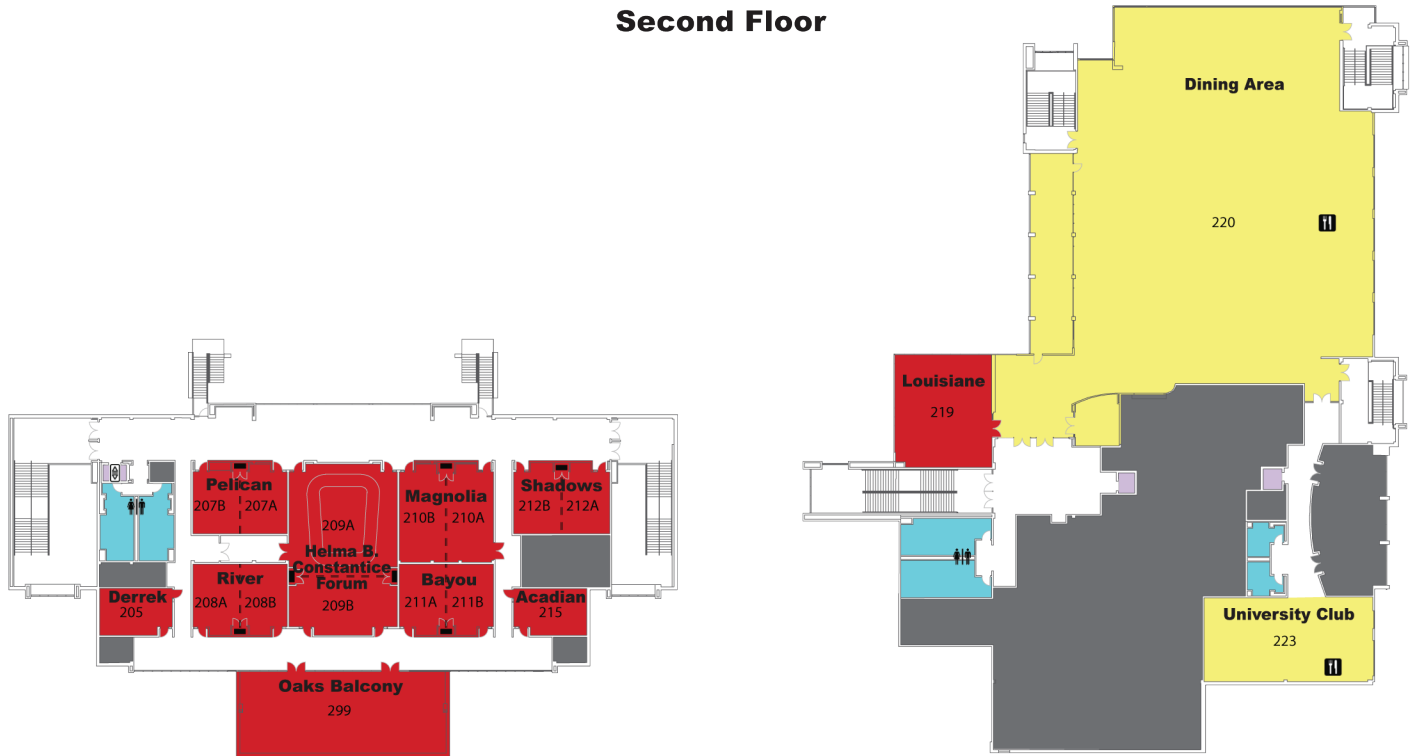 Second Floor
Dining Area
220
Louisiane
219
Pelican
207B 207A
209A
Helma B.
Constantice
Forum
209B
Magnolia
210B 210A
Shadows
212B 212A
Derrek
205
River
208A 208B
Bayou
211A 211B
Acadian
215
Oaks Balcony
299
University Club
223